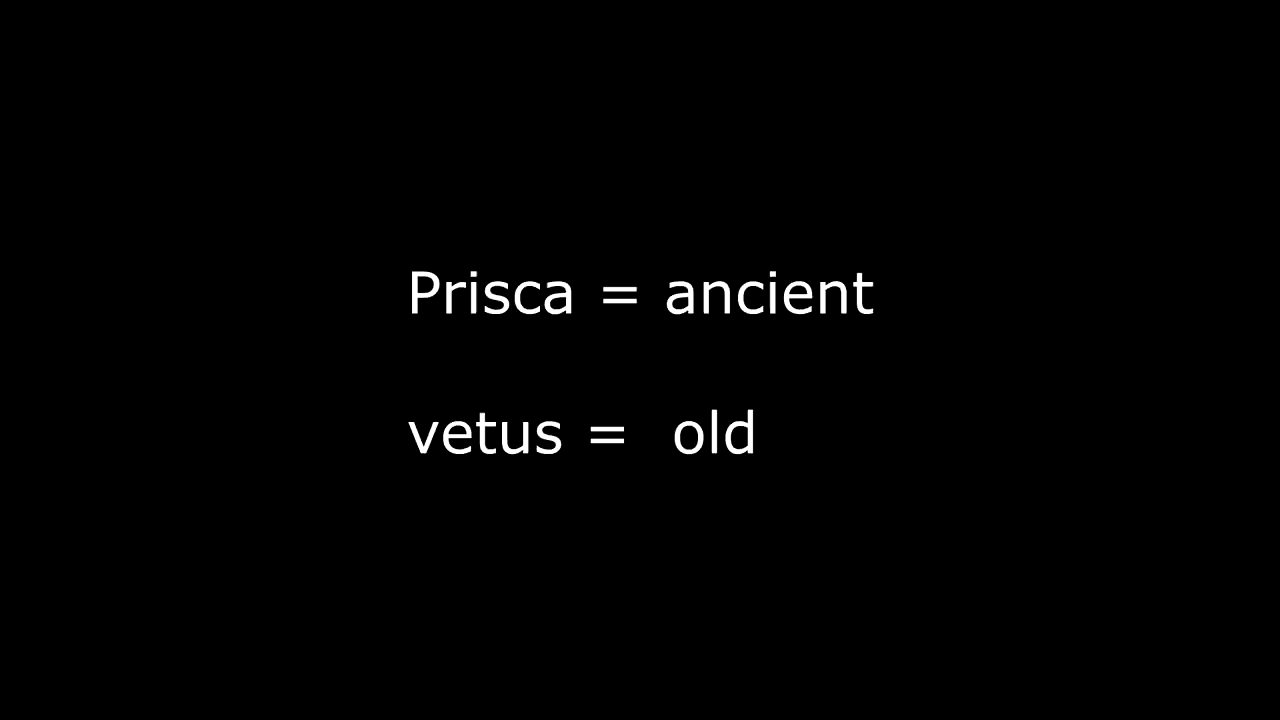 Prisca = ancient
vetus = old